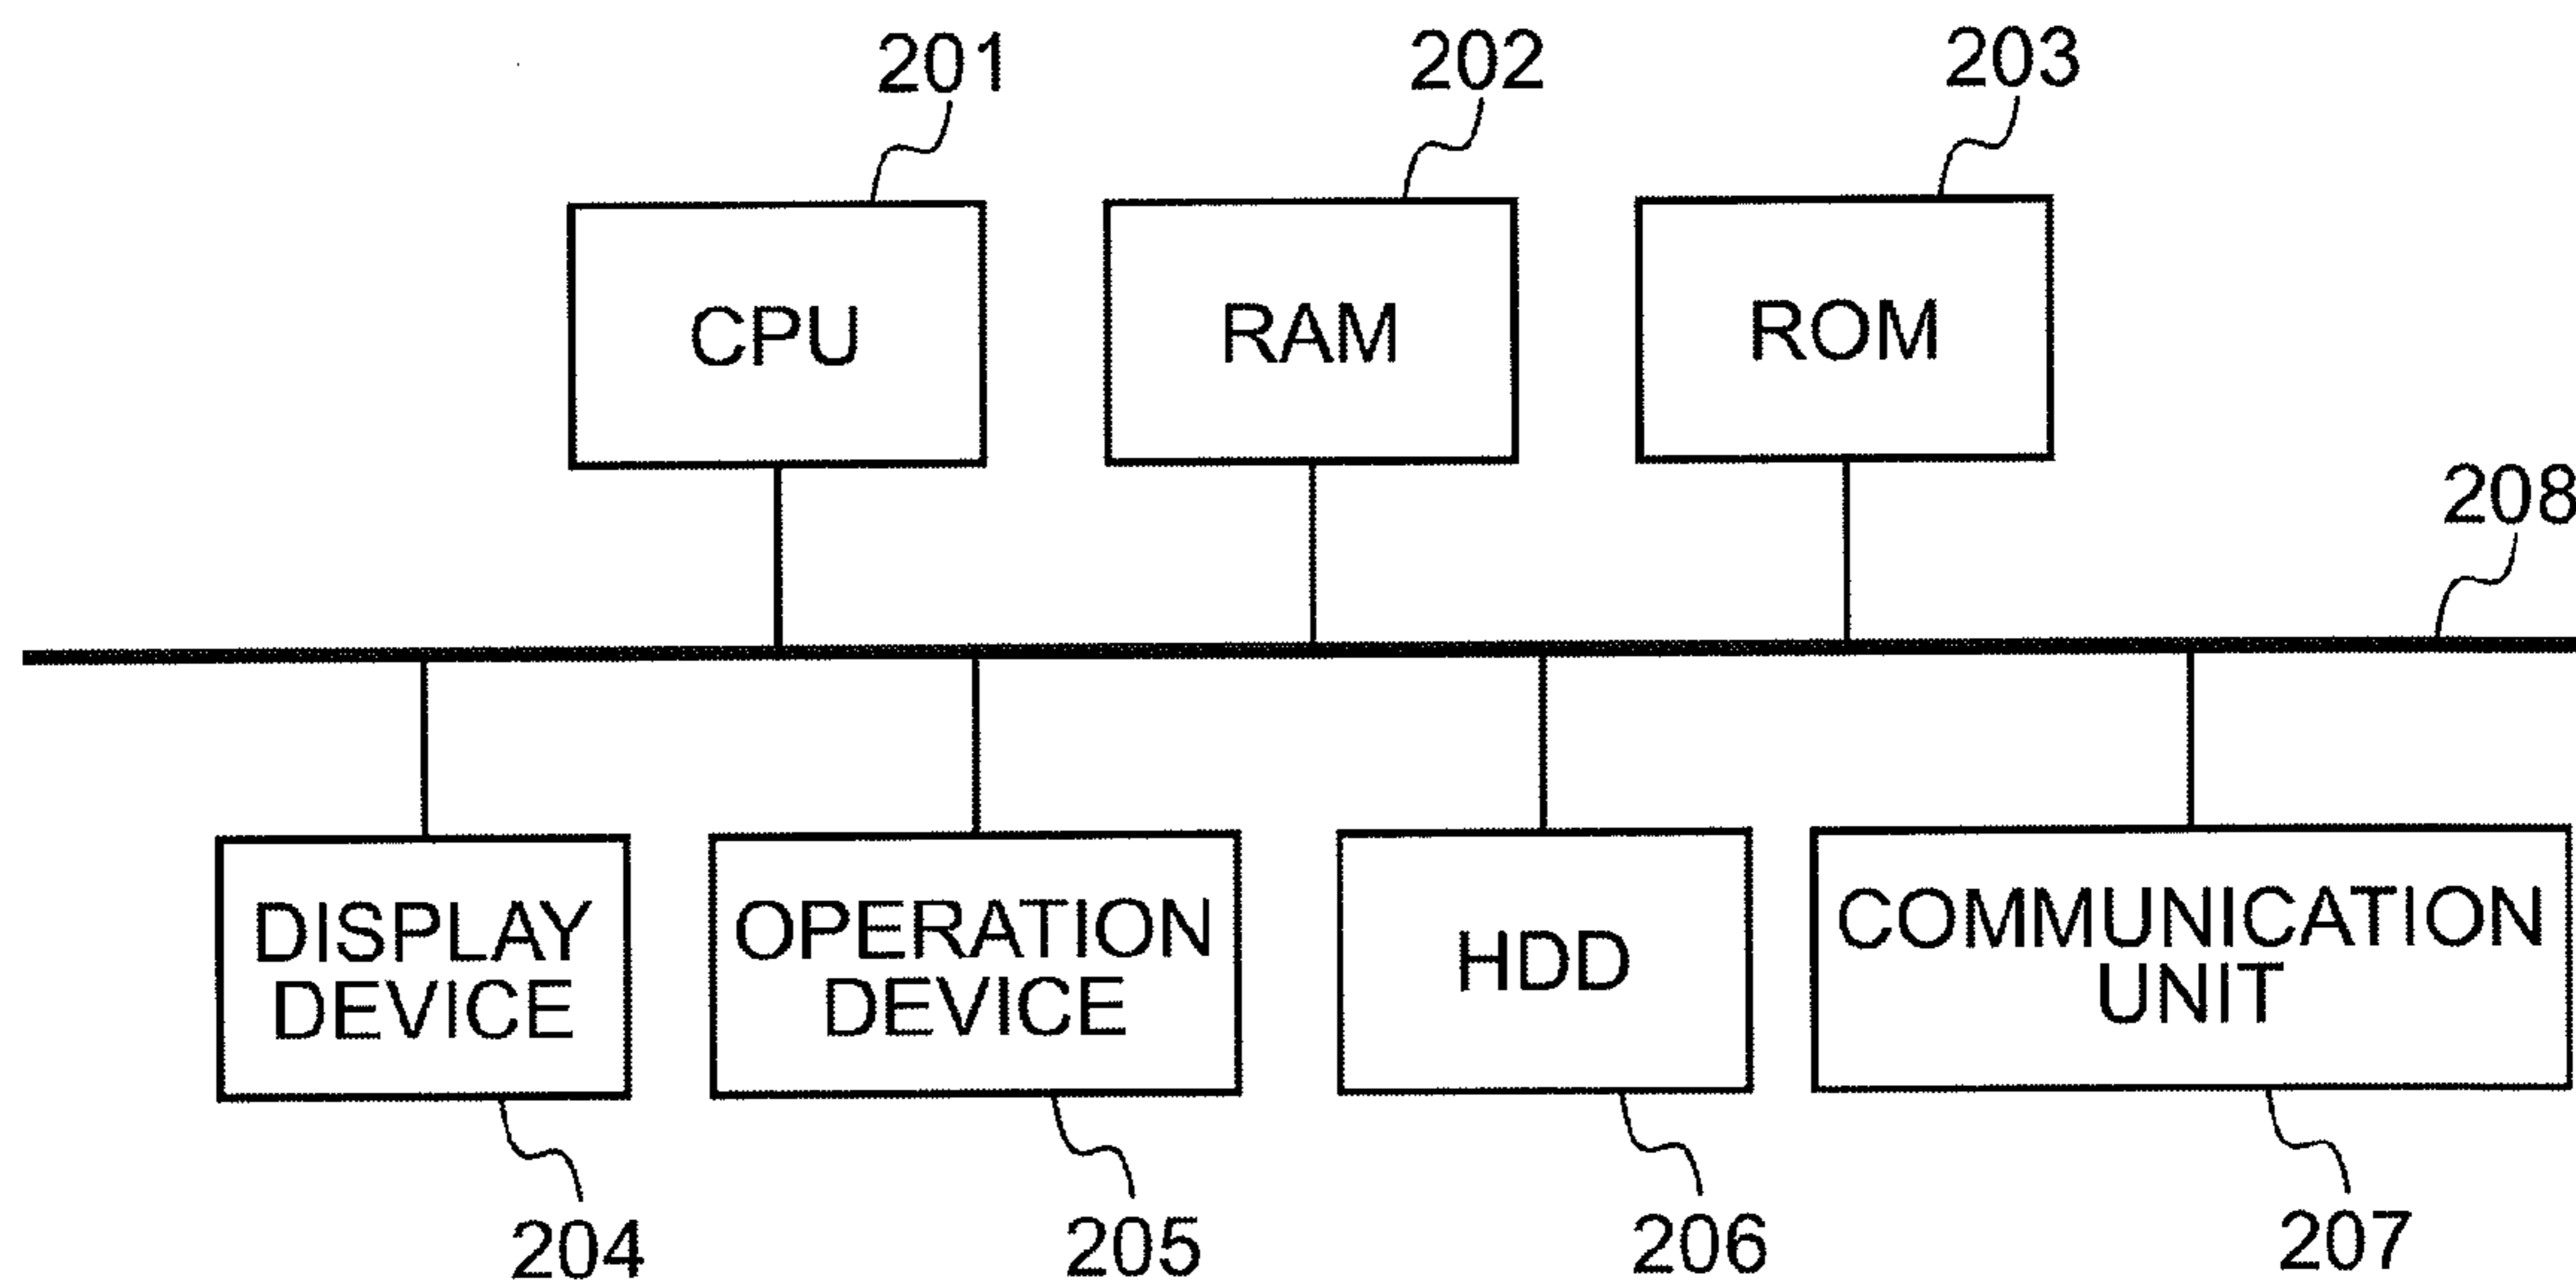 201
202
203
CPU
RAM
ROM
208
DISPLAY
DEVICE
OPERATION
DEVICE
HDD
COMMUNICATION
UNIT
204
205
206
207